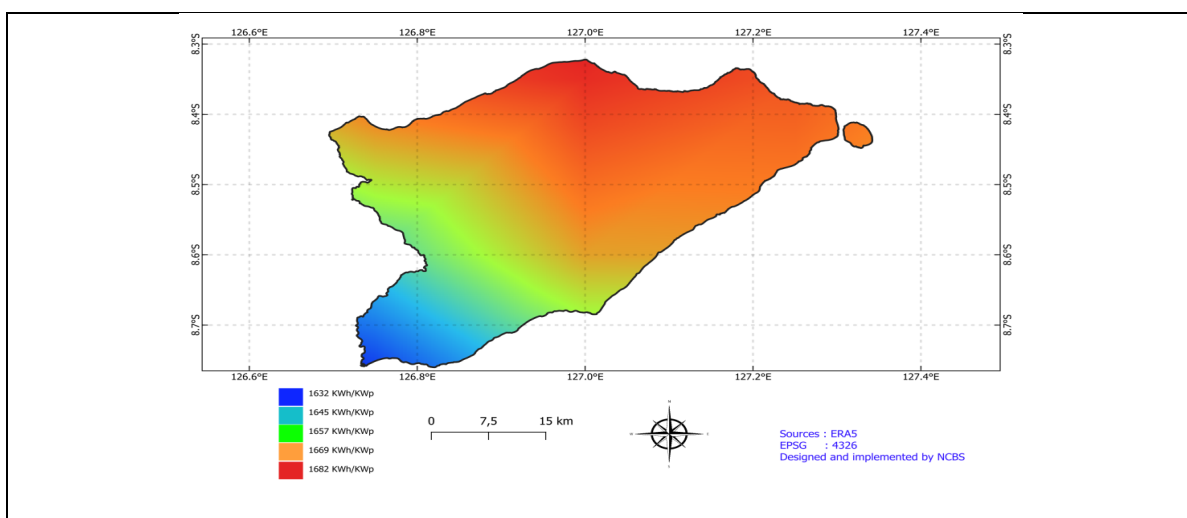 126.6°E 126.8°E 127.0°E 127.2°E 127.4°E
8.3°S 8.3°S
8.4°S 8.4°S
8.5°S 8.5°S
8.6°S 8.6°S
8.7°S 8.7°S
126.6°E 126.8°E 127.0°E 127.2°E 127.4°E
1632 KWh/KWp
1645 KWh/KWp
1657 KWh/KWp
1669 KWh/KWp
1682 KWh/KWp
0 7,5 15 km
Sources : ERA5
EPSG : 4326
Designed and implemented by NCBS